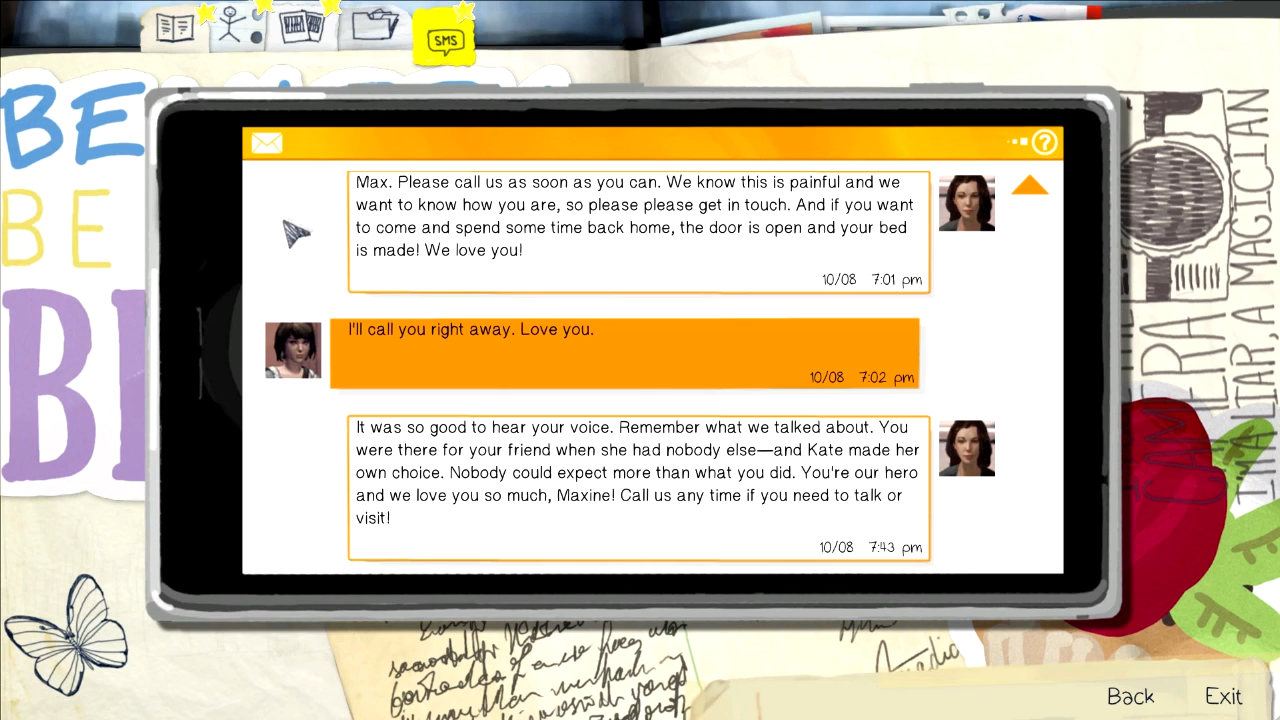 SMS
BE
BE
Max. Please call us as soon as you can. We know this is painful and we
want to know how you are, so please please get in touch. And if you want
to come and spend some time back home, the door is open and your bed
is made! We love you!
10/08 7:01 pm
I'll call you right away. Love you.
10/08 7:02 pm
It was so good to hear your voice. Remember what we talked about. You
were there for your friend when she had nobody else—and Kate made her
own choice. Nobody could expect more than what you did. You're our hero
and we love you so much, Maxine! Call us any time if you need to talk or
visit!
10/08 7:43 pm
CAMERA
A MAGICIAN
Back Exit